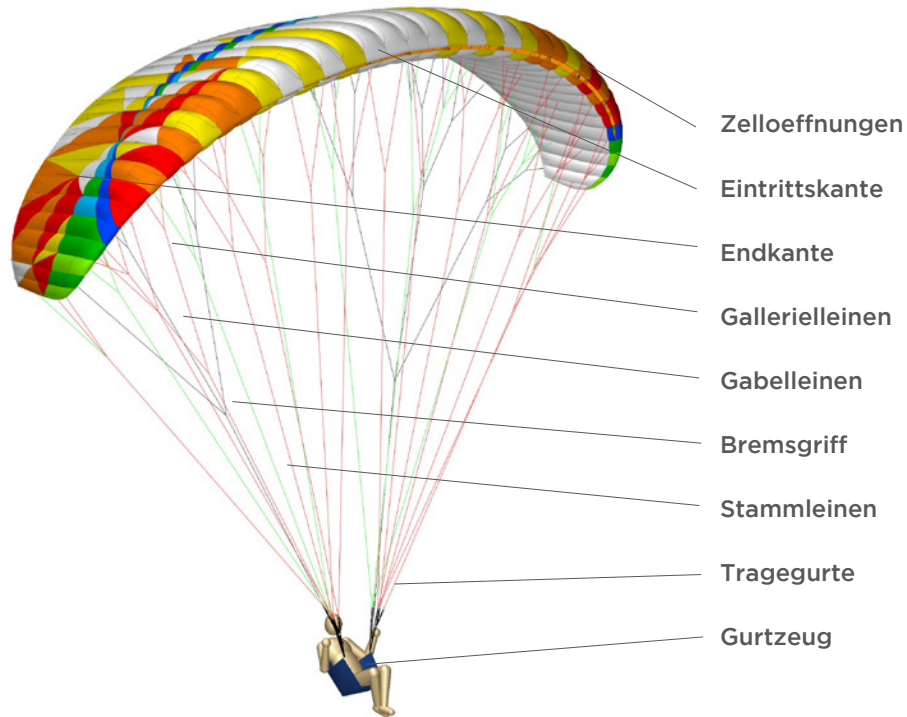 Zelloeffnungen
Eintrittskante
Endkante
Gallerielleinen
Gabelleinen
Bremsgriff
Stammleinen
Tragegurte
Gurtzeug